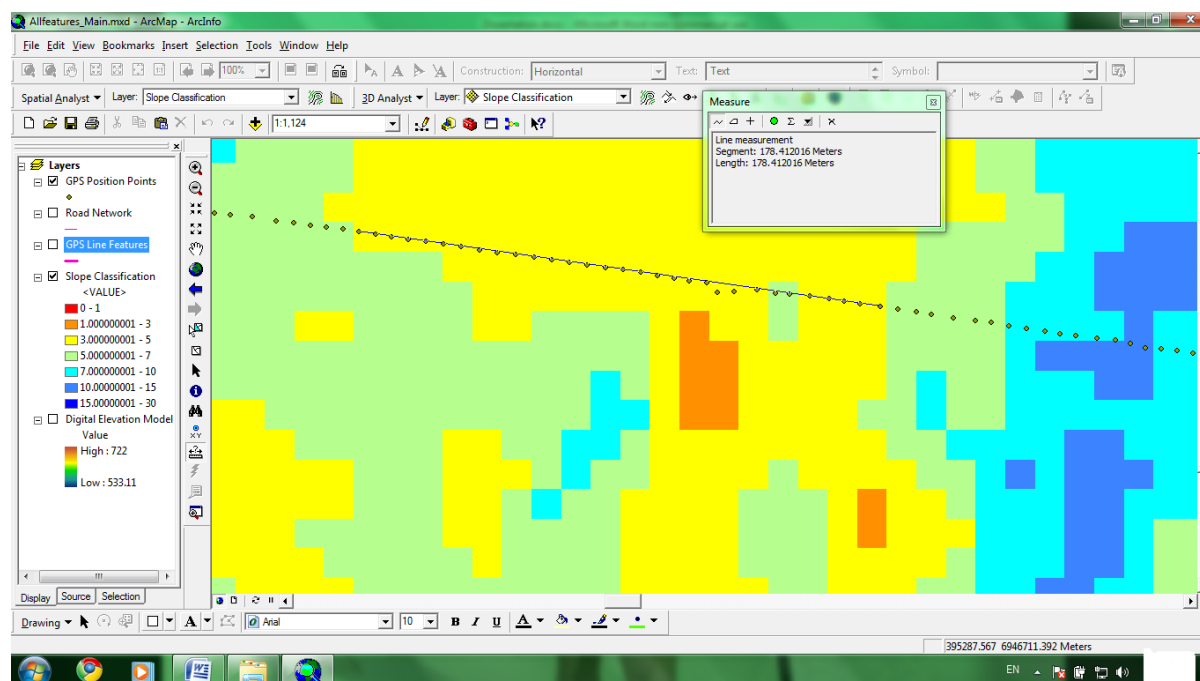 Allfeatures_Main.mxd - ArcMap - ArcInfo
File Edit View Bookmarks Insert Selection Tools Window Help
100% Construction: Horizontal Text: Text Symbol:
Spatial Analyst Layer: Slope Classification 3D Analyst Layer: Slope Classification
1:1,124
Measure
Line measurement
Segment: 178.412016 Meters
Length: 178.412016 Meters
Layers
GPS Position Points
Road Network
GPS Line Features
Slope Classification
<VALUE>
0 - 1
1.000000001 - 3
3.000000001 - 5
5.000000001 - 7
7.000000001 - 10
10.00000001 - 15
15.00000001 - 30
Digital Elevation Model
Value
High : 722
Low : 533.11
Display Source Selection
Drawing A Arial 10 B I U A
395287.567 6946711.392 Meters
EN